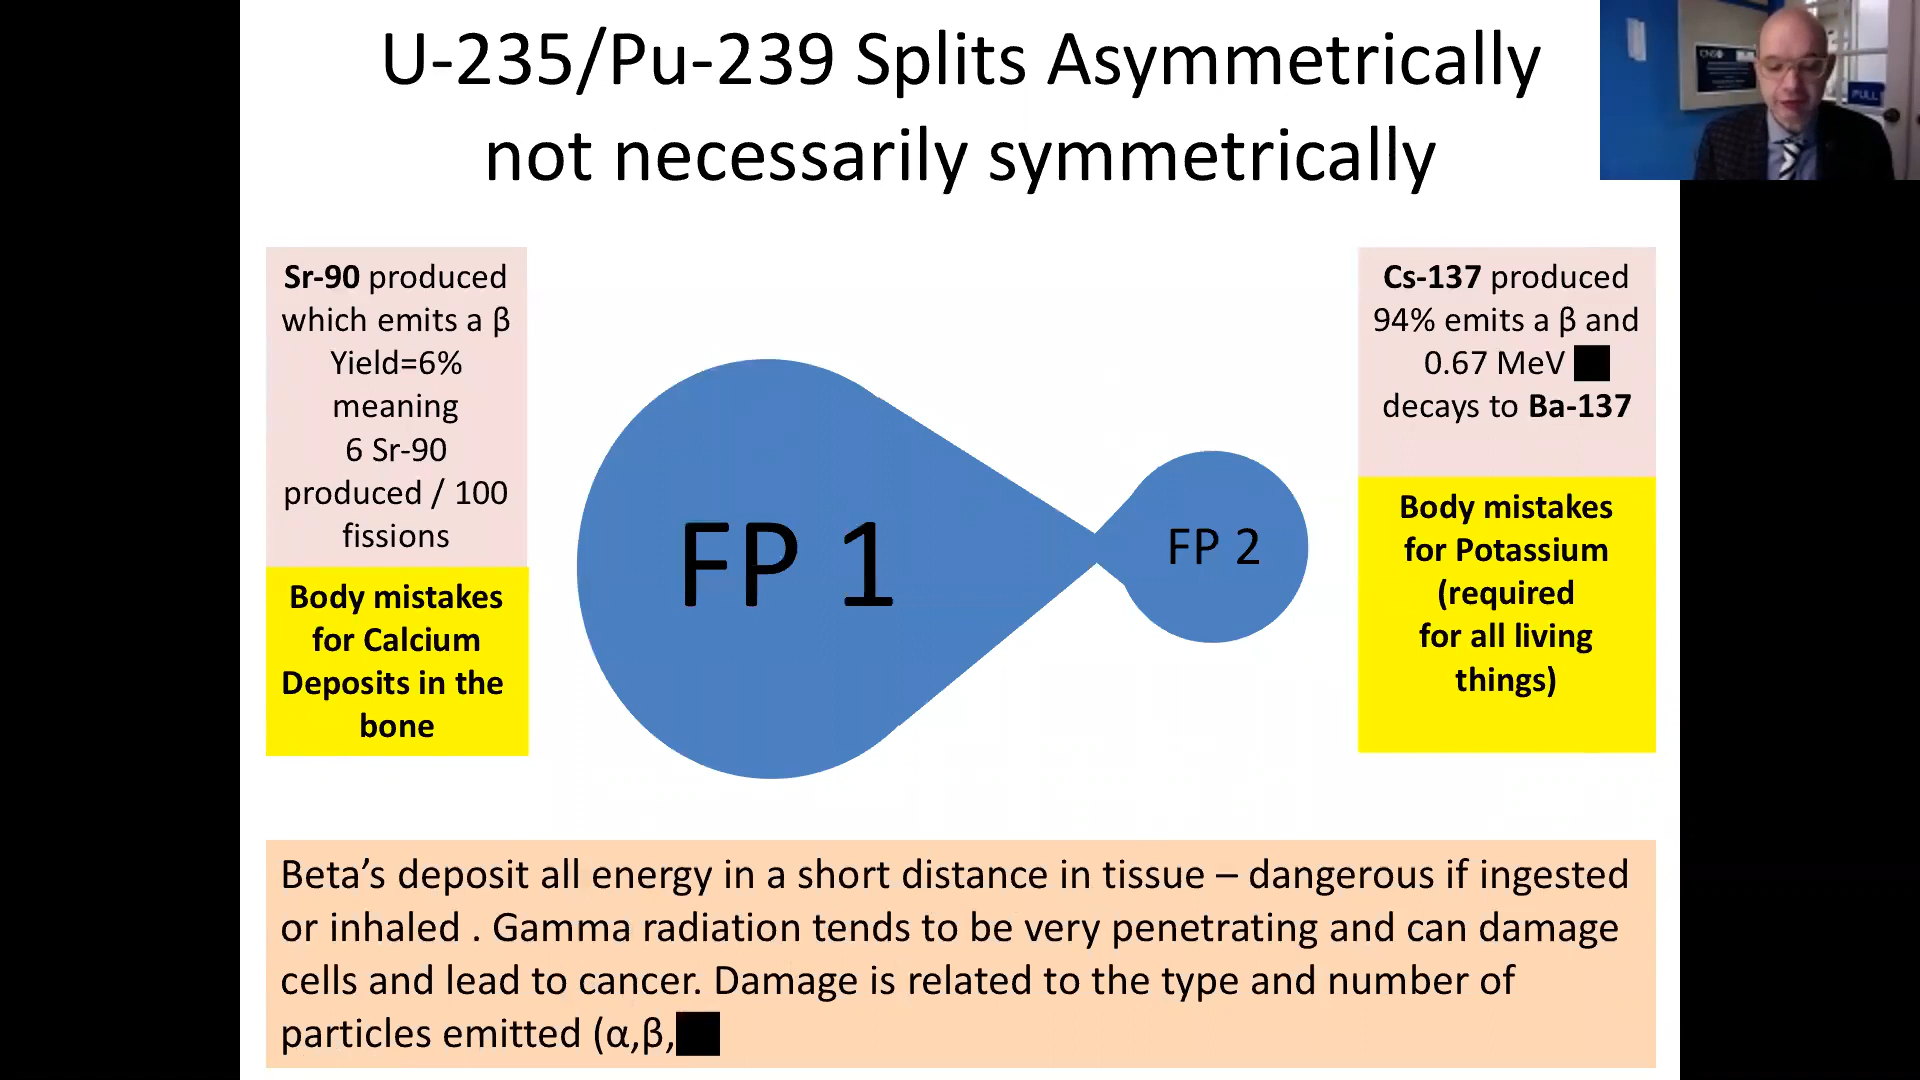 U-235/Pu-239 Splits Asymmetrically
not necessarily symmetrically
Sr-90 produced
which emits a β
Yield=6%
meaning
6 Sr-90
produced / 100
fissions
Body mistakes
for Calcium
Deposits in the
bone
FP 1
FP 2
Cs-137 produced
94% emits a β and
0.67 MeV
decays to Ba-137
Body mistakes
for Potassium
(required
for all living
things)
Beta’s deposit all energy in a short distance in tissue – dangerous if ingested
or inhaled . Gamma radiation tends to be very penetrating and can damage
cells and lead to cancer. Damage is related to the type and number of
particles emitted (α,β,
PULL